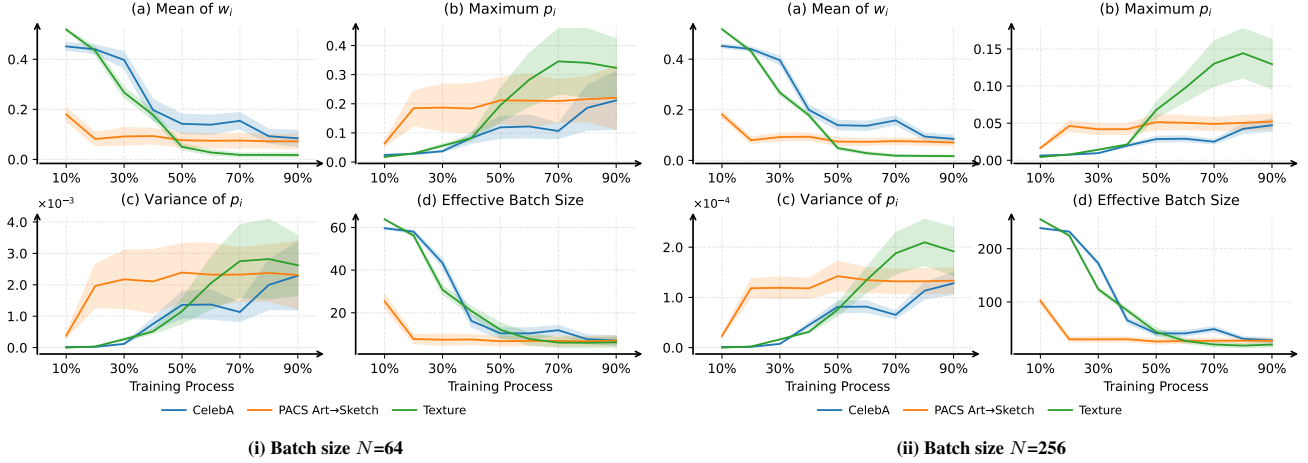 (a) Mean of wᵢ
0.4
0.2
0.0
10% 30% 50% 70% 90%
(b) Maximum pᵢ
0.4
0.3
0.2
0.1
0.0
10% 30% 50% 70% 90%
(c) Variance of pᵢ
×10⁻³
4.0
3.0
2.0
1.0
0.0
10% 30% 50% 70% 90%
Training Process
(d) Effective Batch Size
60
40
20
10% 30% 50% 70% 90%
Training Process
CelebA PACS Art→Sketch Texture
(i) Batch size N=64
(a) Mean of wᵢ
0.4
0.2
0.0
10% 30% 50% 70% 90%
(b) Maximum pᵢ
0.15
0.10
0.05
0.00
10% 30% 50% 70% 90%
(c) Variance of pᵢ
×10⁻⁴
2.0
1.0
0.0
10% 30% 50% 70% 90%
Training Process
(d) Effective Batch Size
200
100
10% 30% 50% 70% 90%
Training Process
CelebA PACS Art→Sketch Texture
(ii) Batch size N=256